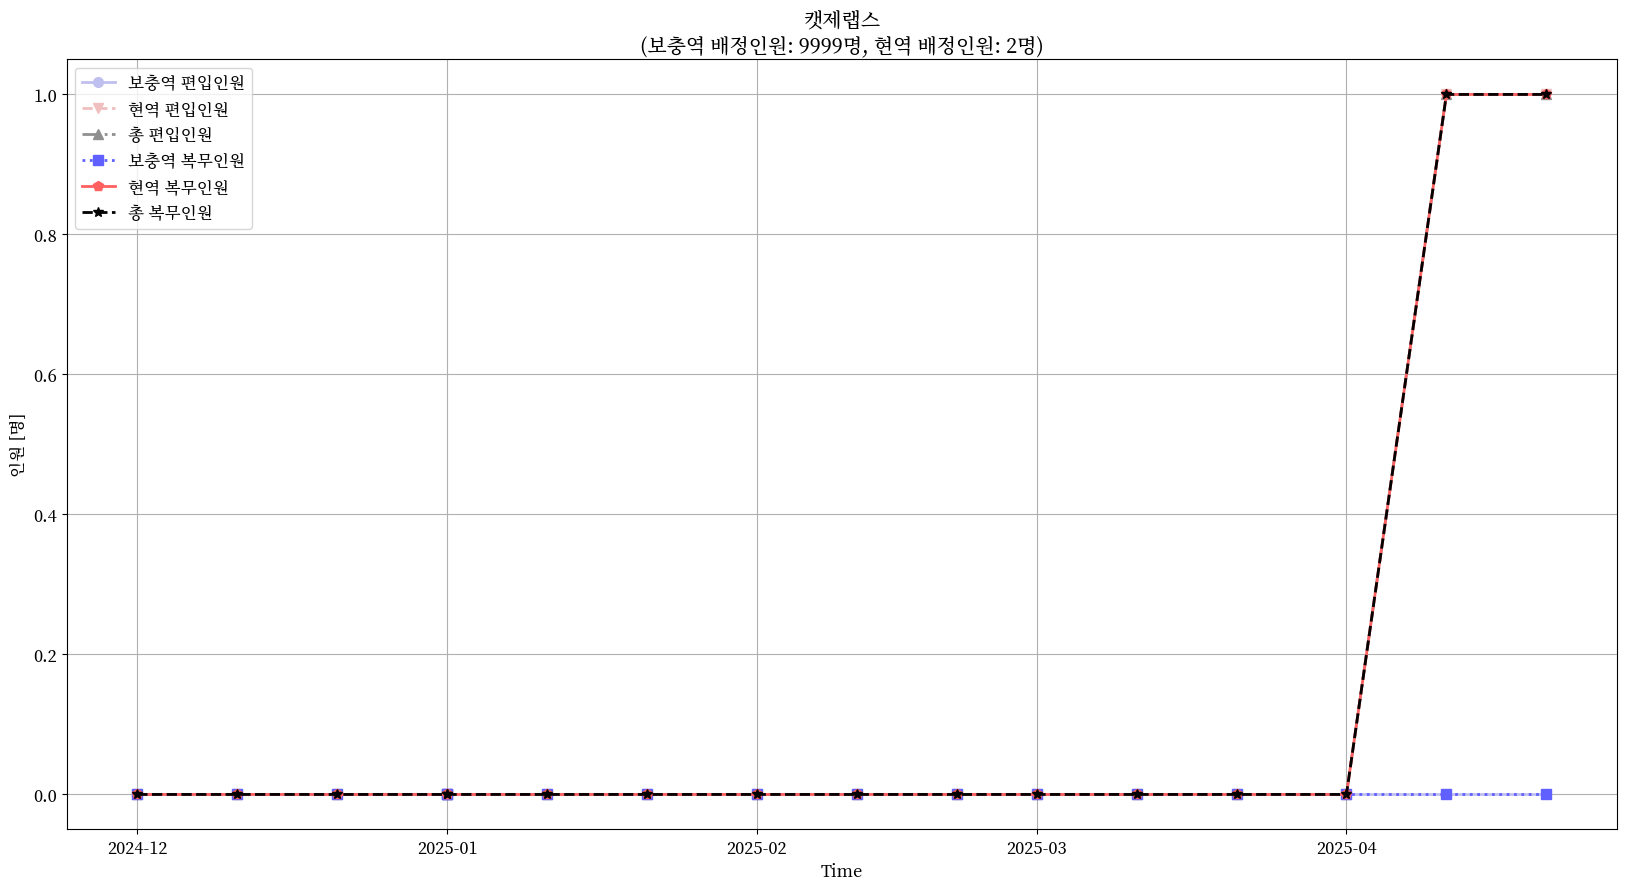 캣제랩스
(보충역 배정인원: 9999명, 현역 배정인원: 2명)
보충역 편입인원
현역 편입인원
총 편입인원
보충역 복무인원
현역 복무인원
총 복무인원
1.0
0.8
0.6
0.4
0.2
0.0
인원 [명]
2024-12
2025-01
2025-02
2025-03
2025-04
Time